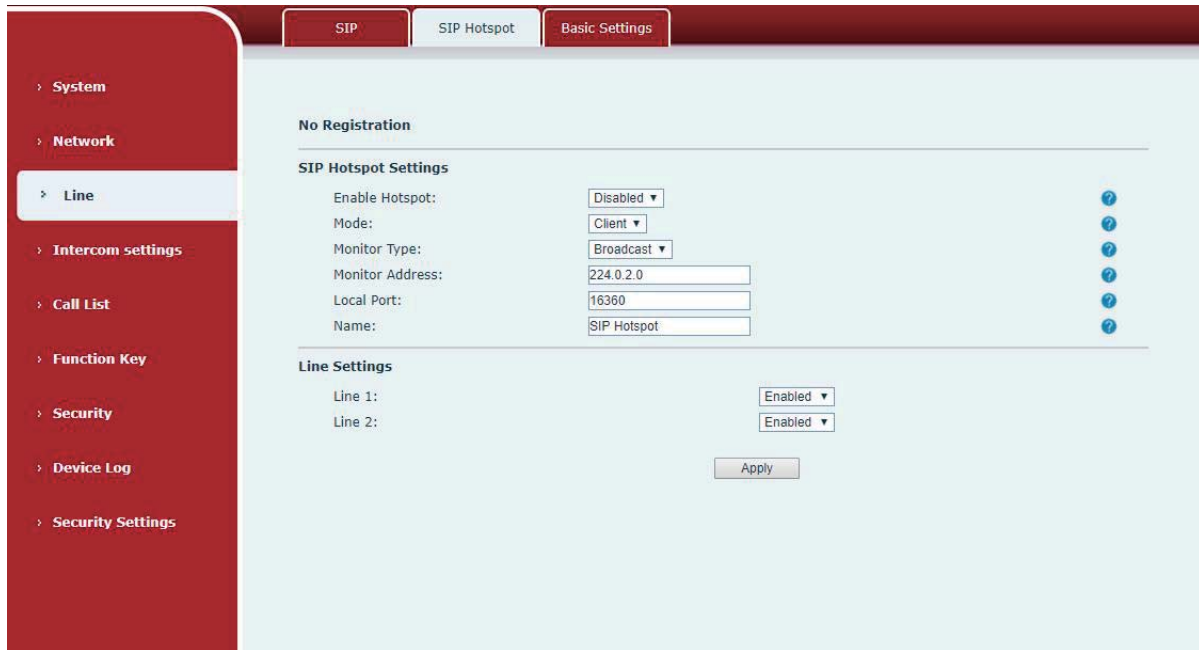 SIP
SIP Hotspot
Basic Settings
System
Network
Line
Intercom settings
Call List
Function Key
Security
Device Log
Security Settings
No Registration
SIP Hotspot Settings
Enable Hotspot: Disabled
Mode: Client
Monitor Type: Broadcast
Monitor Address: 224.0.2.0
Local Port: 16360
Name: SIP Hotspot
Line Settings
Line 1: Enabled
Line 2: Enabled
Apply